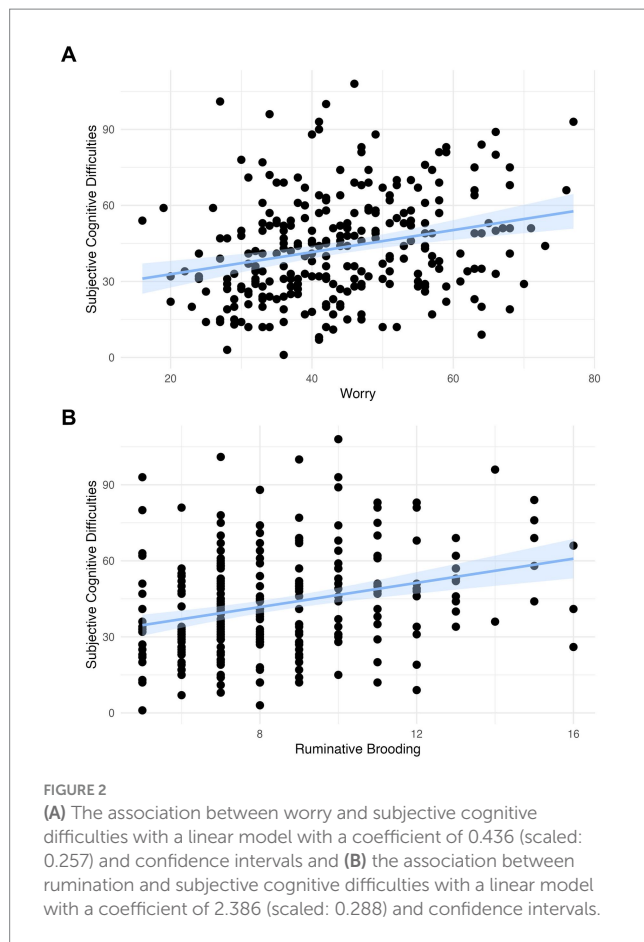 A
Subjective Cognitive Difficulties
90
60
30
0
20
40
60
80
Worry
B
Subjective Cognitive Difficulties
90
60
30
0
8
12
16
Ruminative Brooding
FIGURE 2
(A) The association between worry and subjective cognitive
difficulties with a linear model with a coefficient of 0.436 (scaled:
0.257) and confidence intervals and (B) the association between
rumination and subjective cognitive difficulties with a linear model
with a coefficient of 2.386 (scaled: 0.288) and confidence intervals.